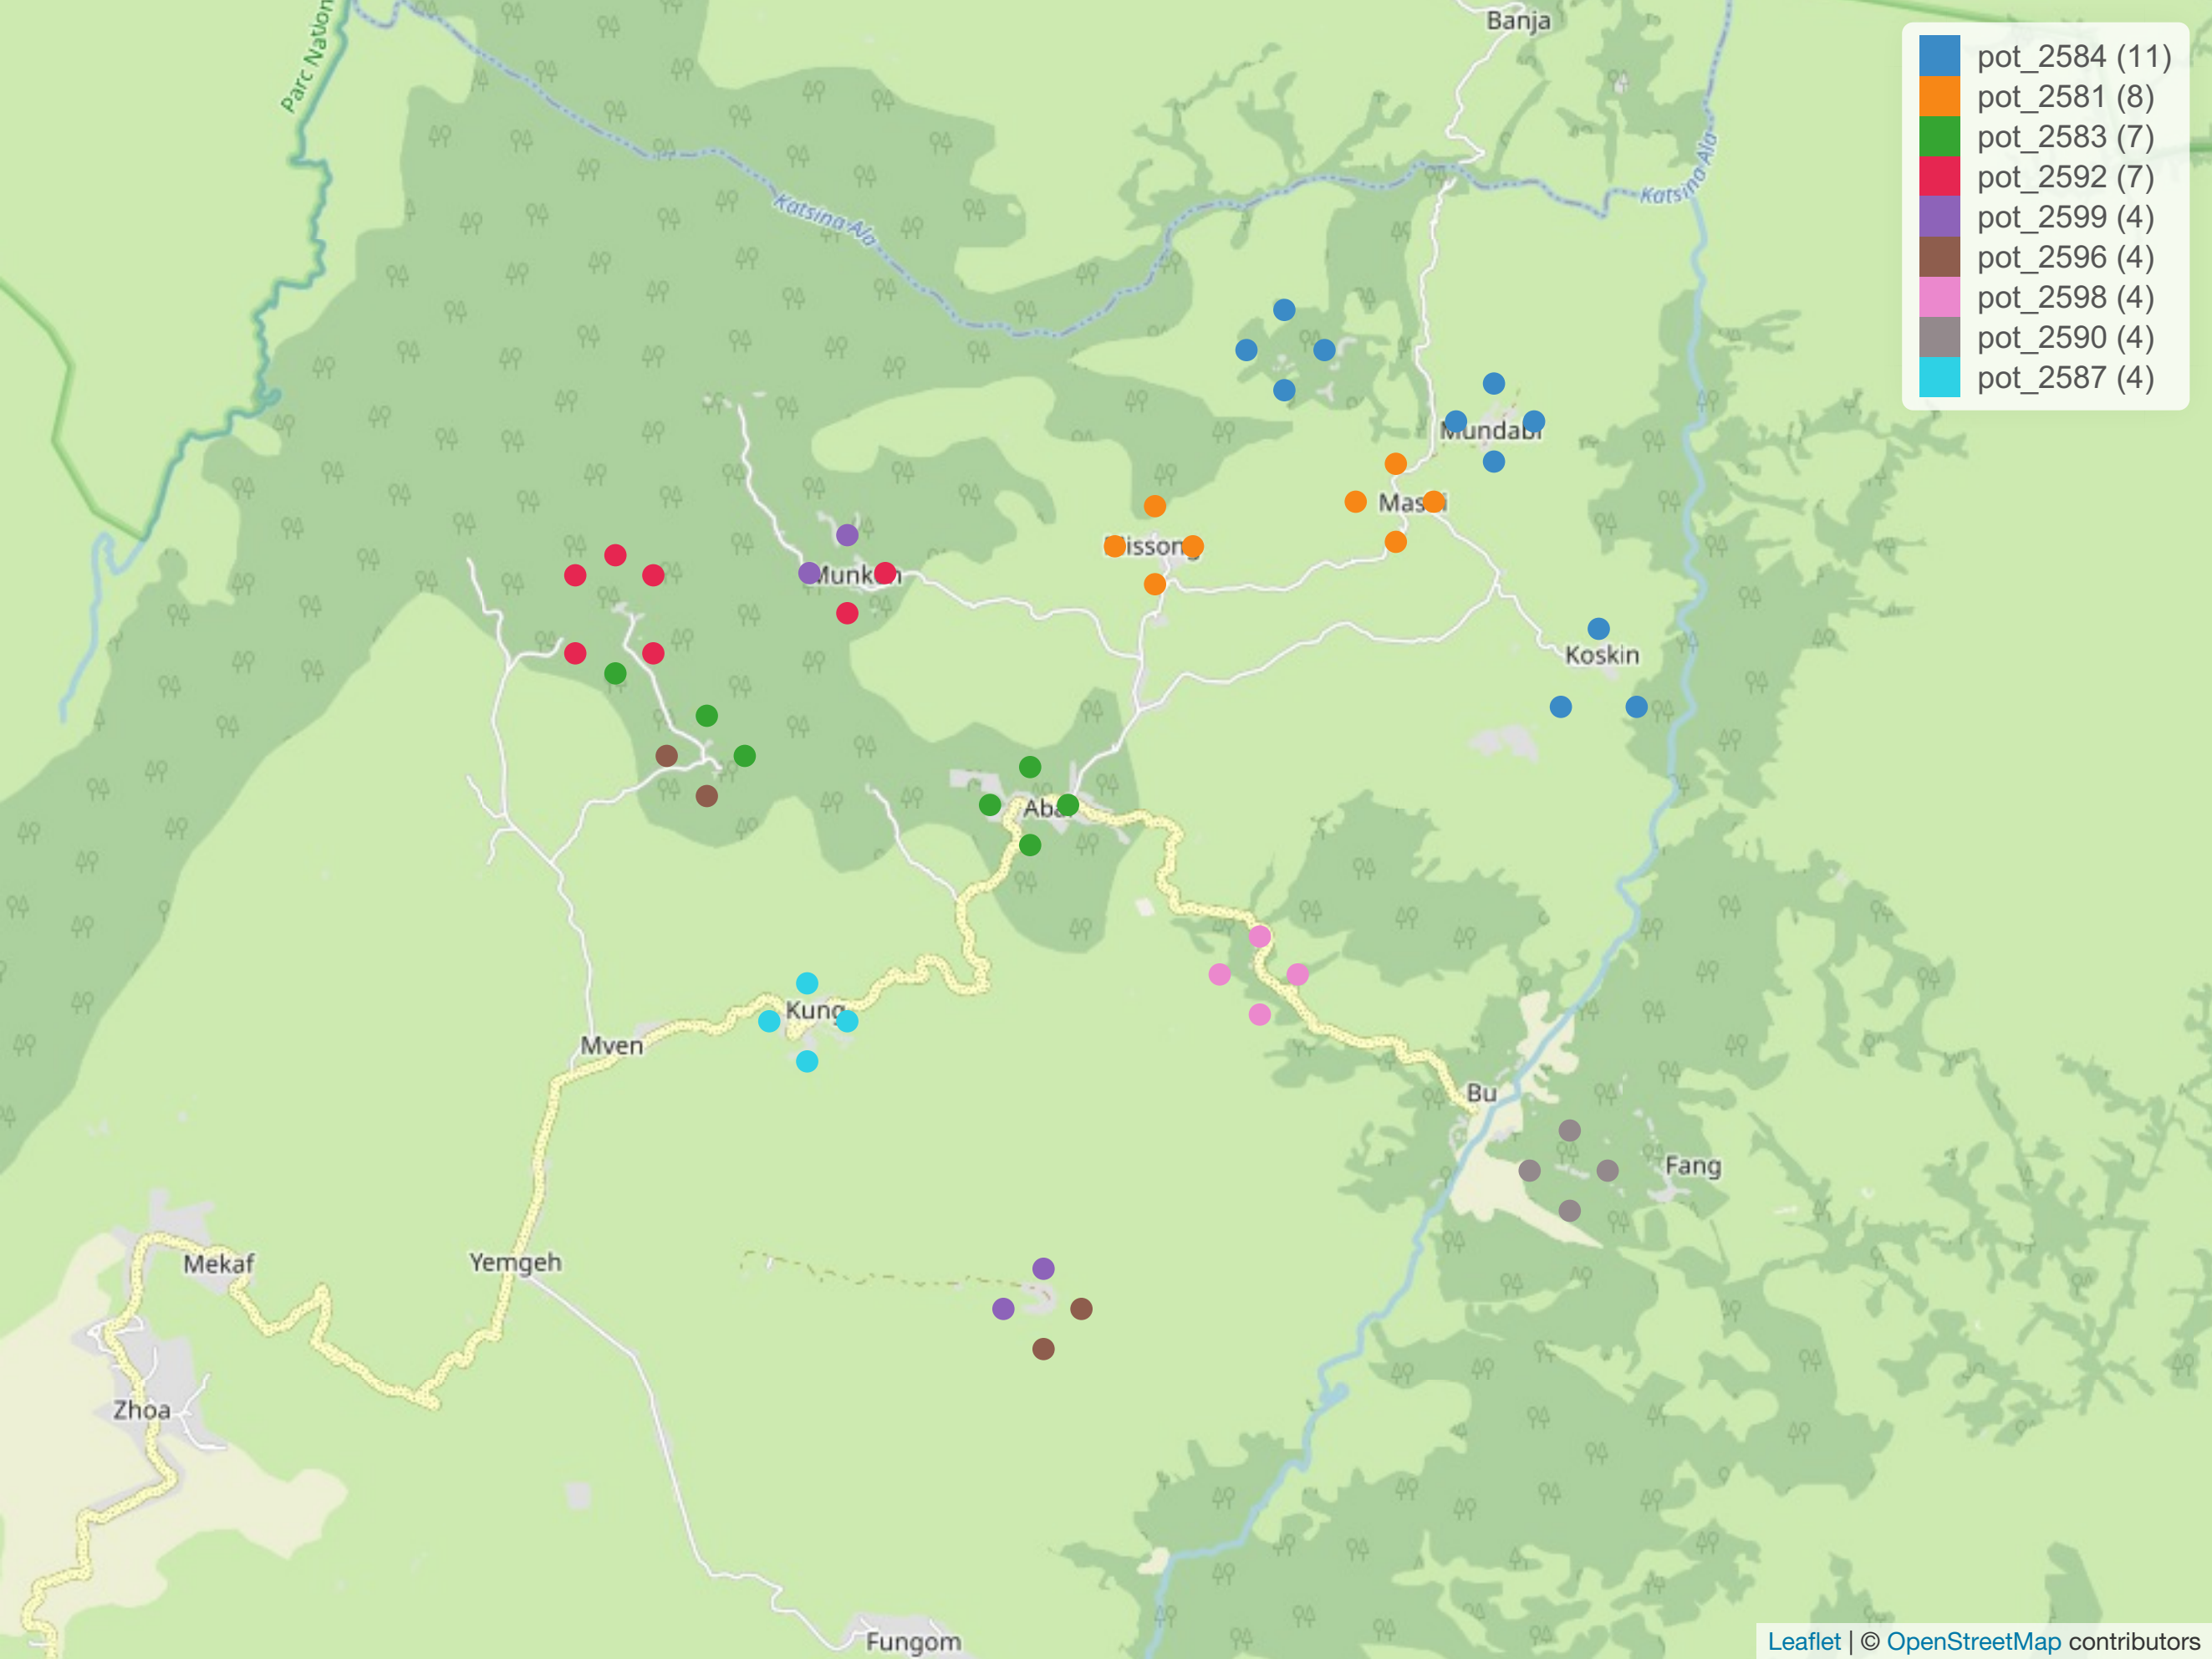 Banja
Parc Nation
pot_2584 (11)
pot_2581 (8)
pot_2583 (7)
pot_2592 (7)
pot_2599 (4)
pot_2596 (4)
pot_2598 (4)
pot_2590 (4)
pot_2587 (4)
Katsina-Ala
Katsina-Ala
Mundabi
Koskin
Kung
Mven
Bu
Fang
Mekaf
Yemgeh
Zhoa
Fungom
Leaflet | © OpenStreetMap contributors